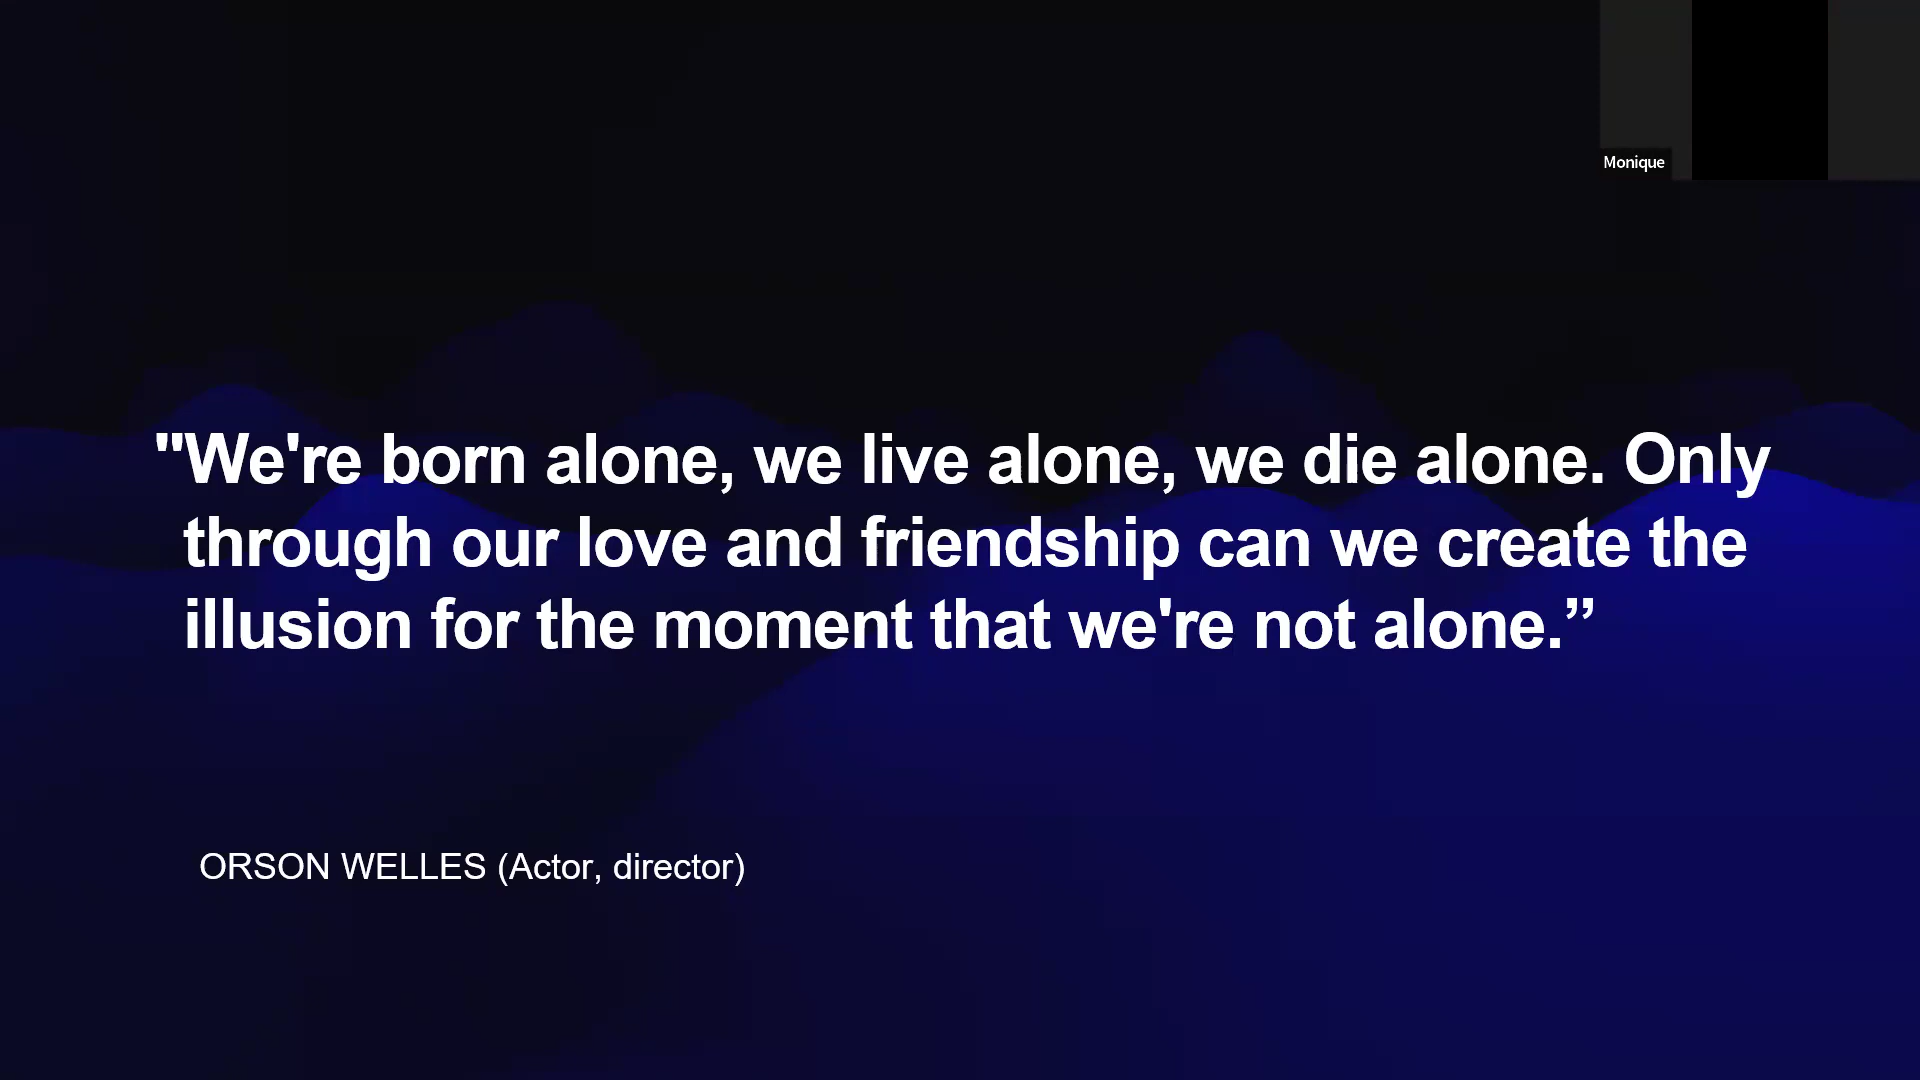 Monique
"We're born alone, we live alone, we die alone. Only
through our love and friendship can we create the
illusion for the moment that we're not alone.”
ORSON WELLES (Actor, director)